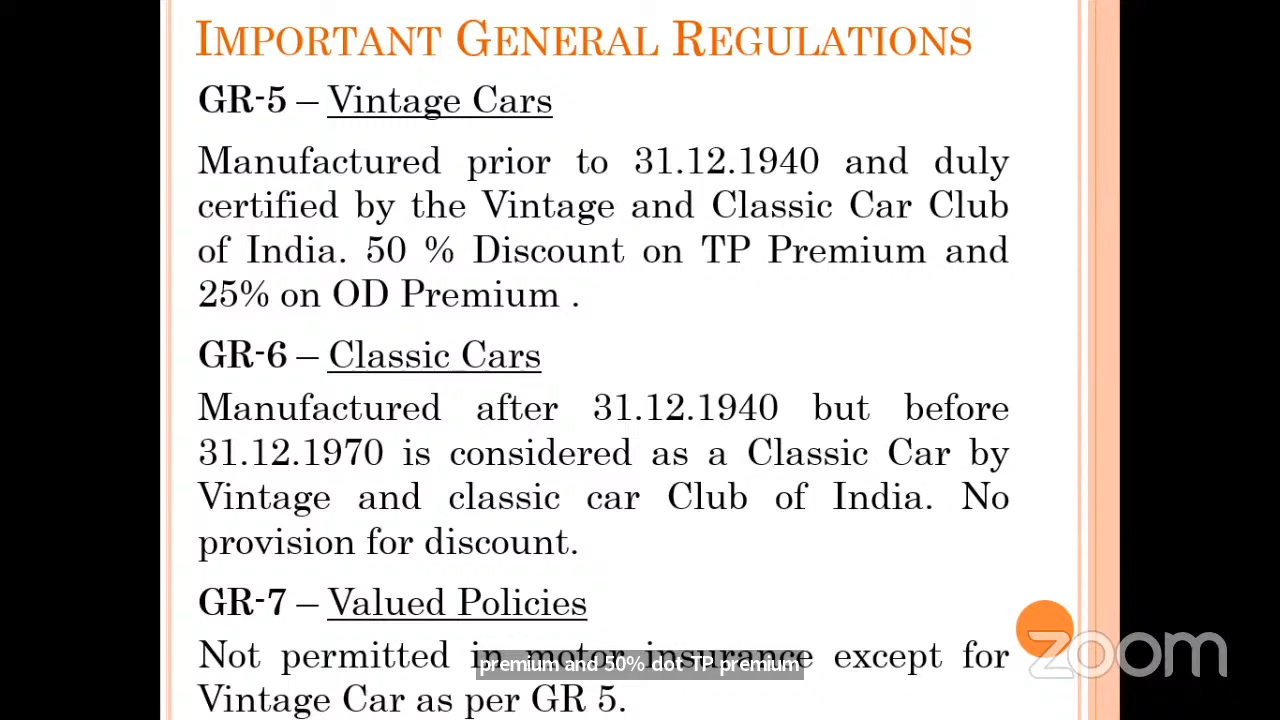 IMPORTANT GENERAL REGULATIONS
GR-5 – Vintage Cars
Manufactured prior to 31.12.1940 and duly
certified by the Vintage and Classic Car Club
of India. 50 % Discount on TP Premium and
25% on OD Premium .
GR-6 – Classic Cars
Manufactured after 31.12.1940 but before
31.12.1970 is considered as a Classic Car by
Vintage and classic car Club of India. No
provision for discount.
GR-7 – Valued Policies
Not permitted in motor insurance except for
premium and 50% dot TP premium
Vintage Car as per GR 5.
zoom